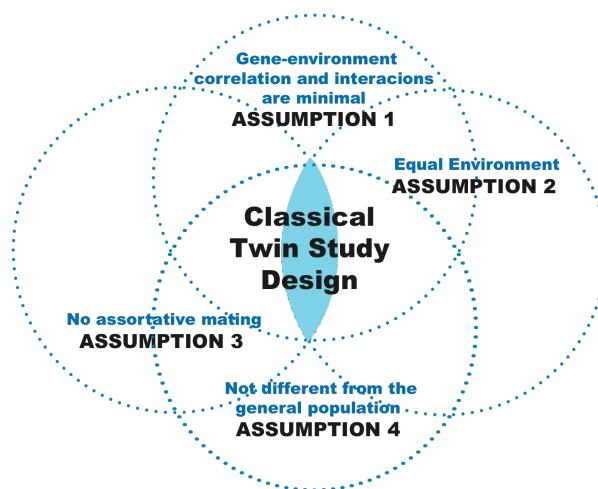 Gene-environment
correlation and interacions
are minimal
ASSUMPTION 1
Equal Environment
ASSUMPTION 2
Classical
Twin Study
Design
No assortative mating
ASSUMPTION 3
Not different from the
general population
ASSUMPTION 4